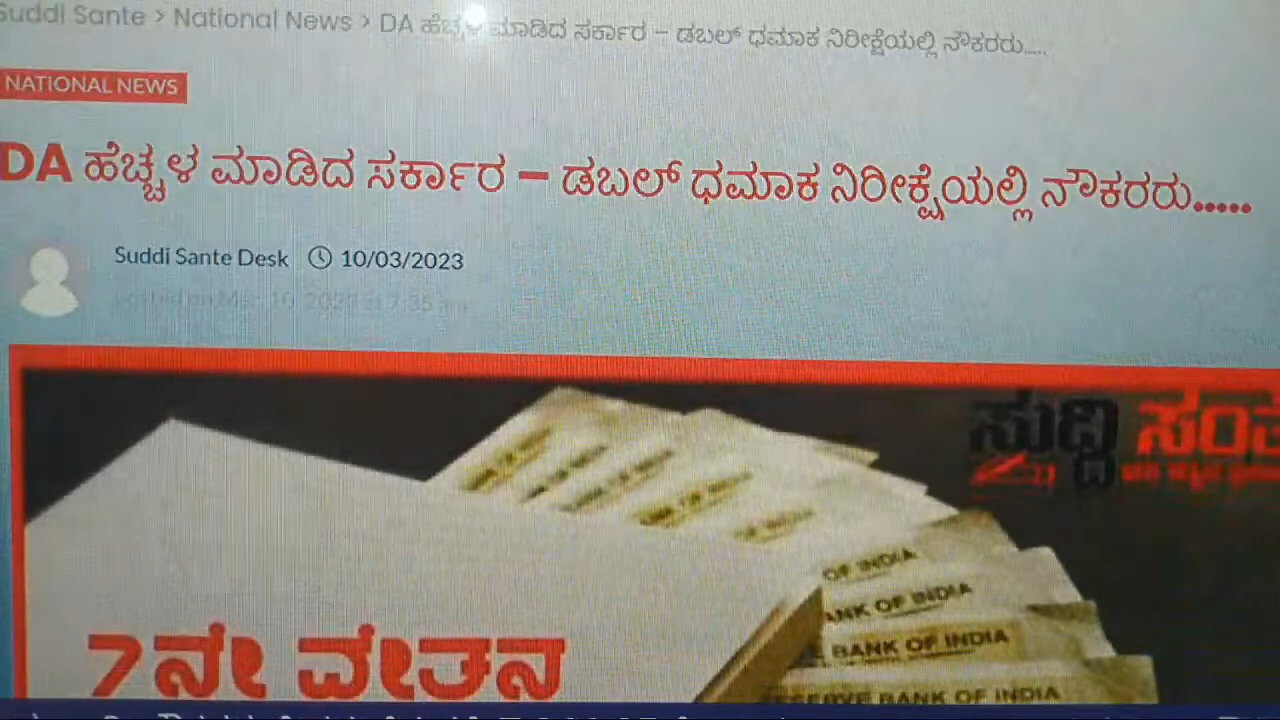 Suddi Sante > National News > DA ಹೆಚ್ಚಳ ಮಾಡಿದ ಸರ್ಕಾರ – ಡಬಲ್ ಧಮಾಕ ನಿರೀಕ್ಷೆಯಲ್ಲಿ ನೌಕರರು.....
NATIONAL NEWS
DA ಹೆಚ್ಚಳ ಮಾಡಿದ ಸರ್ಕಾರ – ಡಬಲ್ ಧಮಾಕ ನಿರೀಕ್ಷೆಯಲ್ಲಿ ನೌಕರರು.....
Suddi Sante Desk 10/03/2023
ಸುದ್ದಿ ಸಂತೆ
OF INDIA
BANK OF INDIA
BANK OF INDIA
RESERVE BANK OF INDIA
7ನೇ ವೇತನ